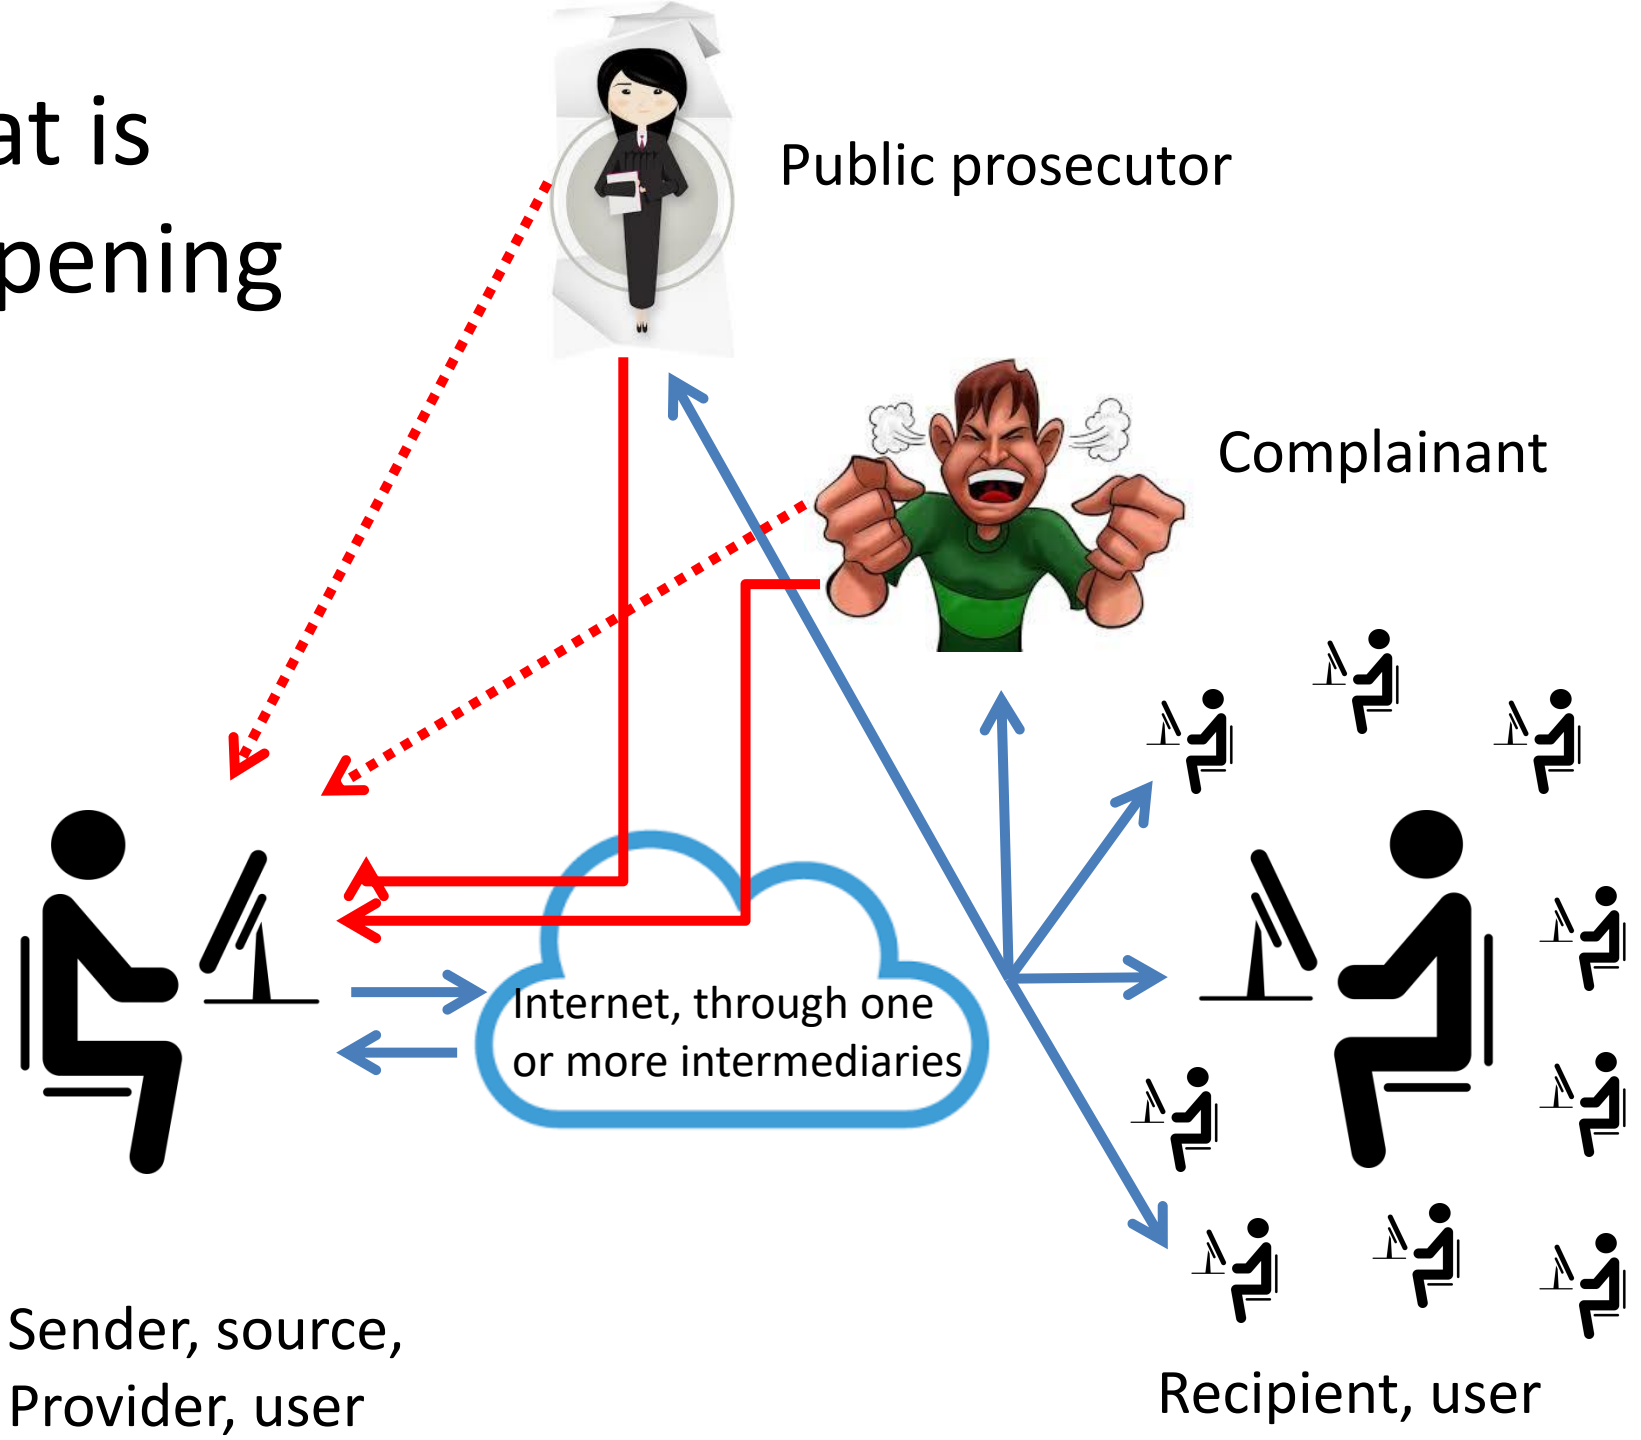 at is
pening
Public prosecutor
Complainant
Internet, through one
or more intermediaries
Sender, source,
Provider, user
Recipient, user